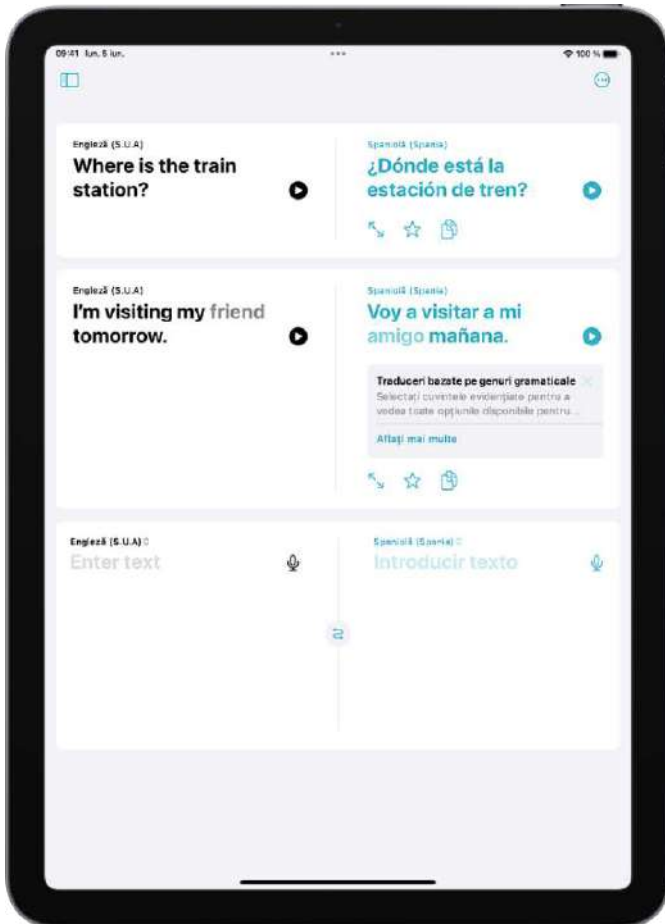 09:41 lun. 5 iun.
100 %
Engleză (S.U.A)
Where is the train
station?
Spaniolă (Spania)
¿Dónde está la
estación de tren?
Engleză (S.U.A)
I'm visiting my friend
tomorrow.
Spaniolă (Spania)
Voy a visitar a mi
amigo mañana.
Traduceri bazate pe genuri gramaticale
Selectați cuvintele evidențiate pentru a
vedea toate opțiunile disponibile pentru...
Aflați mai multe
Engleză (S.U.A)
Enter text
Spaniolă (Spania)
Introducir texto